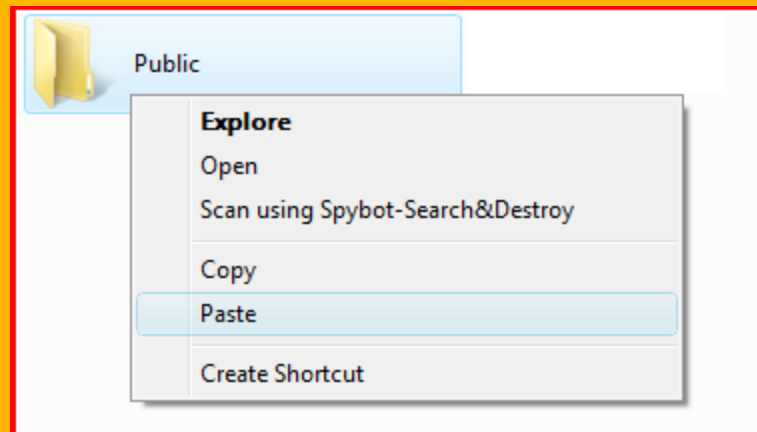 Public
Explore
Open
Scan using Spybot-Search&Destroy
Copy
Paste
Create Shortcut